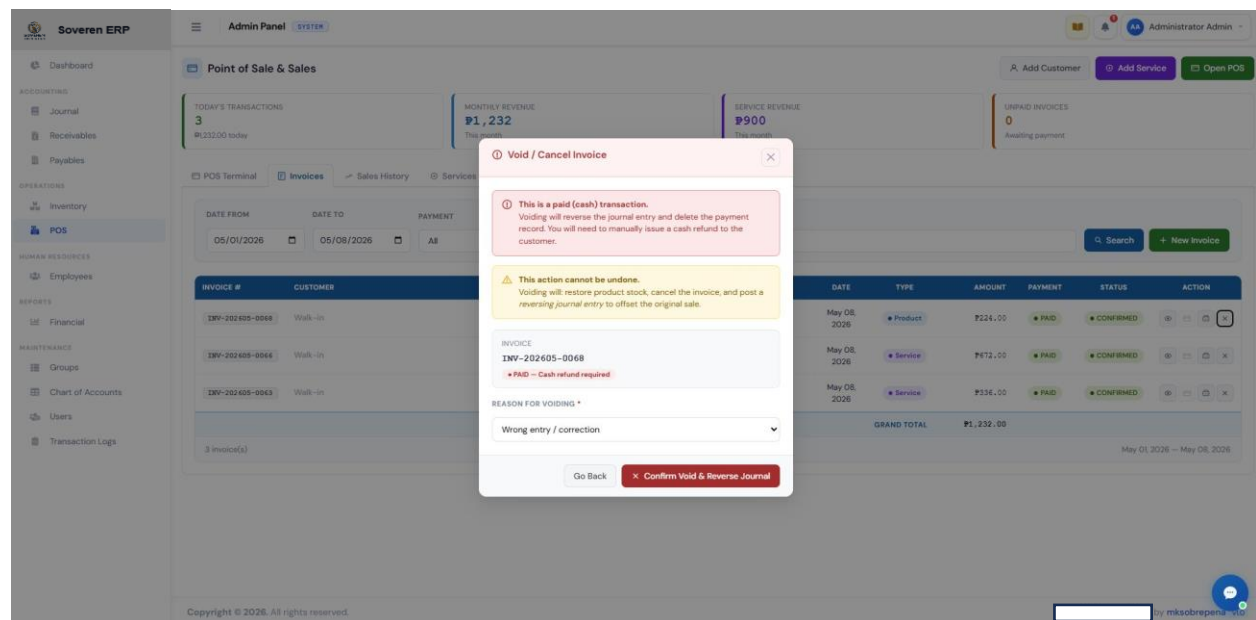 Soveren ERP
Admin Panel SYSTEM
AA Administrator Admin
Dashboard
ACCOUNTING
Journal
Receivables
Payables
OPERATIONS
Inventory
POS
HUMAN RESOURCES
Employees
REPORTS
Financial
MAINTENANCE
Groups
Chart of Accounts
Users
Transaction Logs
Point of Sale & Sales
Add Customer
Add Service
Open POS
TODAY'S TRANSACTIONS
3
₱1,232.00 today
MONTHLY REVENUE
₱1,232
This month
SERVICE REVENUE
₱900
This month
UNPAID INVOICES
0
Awaiting payment
POS Terminal Invoices Sales History Services
DATE FROM DATE TO PAYMENT
05/01/2026 05/08/2026 All
Search + New Invoice
INVOICE # CUSTOMER DATE TYPE AMOUNT PAYMENT STATUS ACTION
INV-202605-0068 Walk-in May 08, 2026 Product ₱224.00 PAID CONFIRMED
INV-202605-0066 Walk-in May 08, 2026 Service ₱672.00 PAID CONFIRMED
INV-202605-0063 Walk-in May 08, 2026 Service ₱336.00 PAID CONFIRMED
GRAND TOTAL ₱1,232.00
3 invoice(s) May 01, 2026 — May 08, 2026
Void / Cancel Invoice
This is a paid (cash) transaction.
Voiding will reverse the journal entry and delete the payment
record. You will need to manually issue a cash refund to the
customer.
This action cannot be undone.
Voiding will: restore product stock, cancel the invoice, and post a
reversing journal entry to offset the original sale.
INVOICE
INV-202605-0068
• PAID — Cash refund required
REASON FOR VOIDING *
Wrong entry / correction
Go Back
× Confirm Void & Reverse Journal
Copyright © 2026. All rights reserved.
by mksobrepena